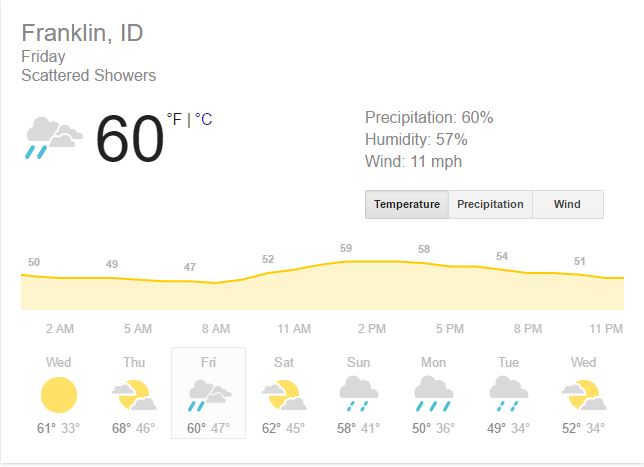 Franklin, ID
Friday
Scattered Showers
60 °F | °C
Precipitation: 60%
Humidity: 57%
Wind: 11 mph
Temperature Precipitation Wind
50 49 47 52 59 58 54 51
2 AM 5 AM 8 AM 11 AM 2 PM 5 PM 8 PM 11 PM
Wed Thu Fri Sat Sun Mon Tue Wed
61° 33° 68° 46° 60° 47° 62° 45° 58° 41° 50° 36° 49° 34° 52° 34°